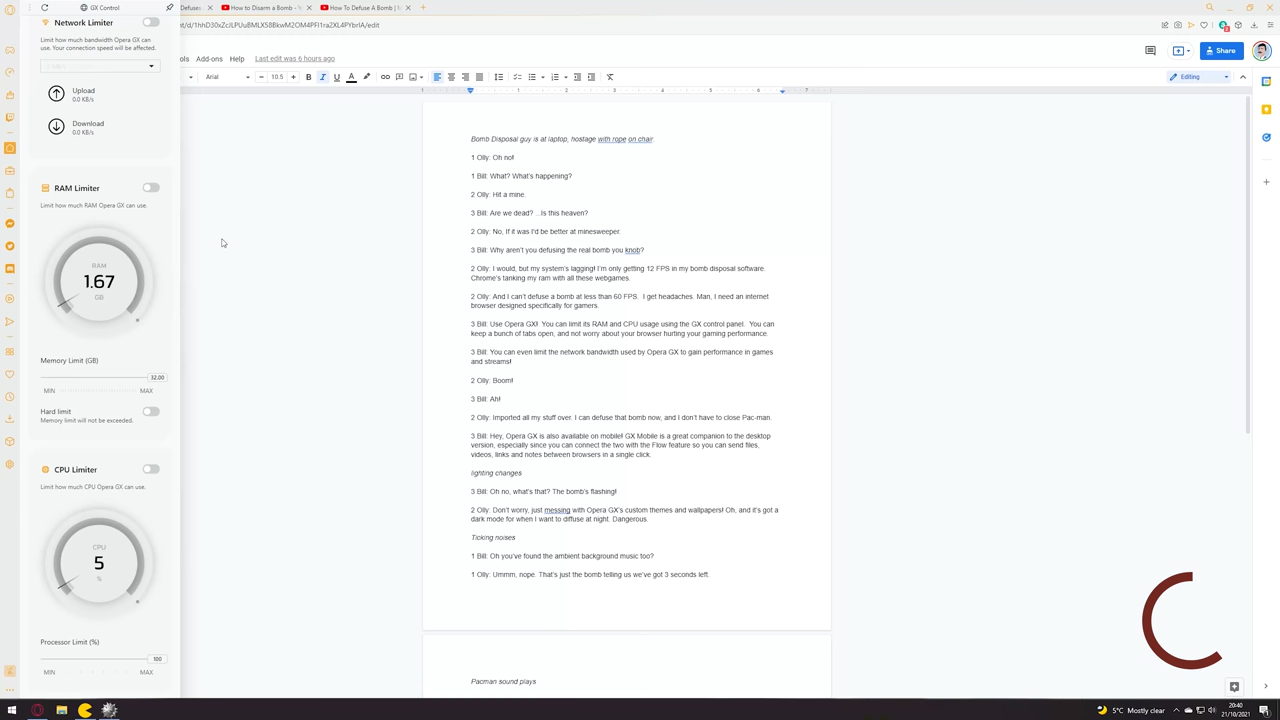 GX Control
Defuses
How to Disarm a Bomb -
How To Defuse A Bomb | M
Network Limiter
Limit how much bandwidth Opera GX can
use. Your connection speed will be affected.
Upload
0.0 KB/s
Download
0.0 KB/s
RAM Limiter
Limit how much RAM Opera GX can use.
RAM
1.67
GB
Memory Limit (GB)
32.00
MIN
MAX
Hard limit
Memory limit will not be exceeded.
CPU Limiter
Limit how much CPU Opera GX can use.
CPU
5
%
Processor Limit (%)
100
MIN
MAX
ols Add-ons Help Last edit was 6 hours ago
Share
Arial
10.5
Editing
1 1 2 3 4 5 6 7
Bomb Disposal guy is at laptop, hostage with rope on chair
1 Olly: Oh no!
1 Bill: What? What's happening?
2 Olly: Hit a mine.
3 Bill: Are we dead? ...Is this heaven?
2 Olly: No, If it was I'd be better at minesweeper.
3 Bill: Why aren't you defusing the real bomb you knob?
2 Olly: I would, but my system's lagging! I'm only getting 12 FPS in my bomb disposal software.
Chrome's tanking my ram with all these webgames.
2 Olly: And I can't defuse a bomb at less than 60 FPS. I get headaches. Man, I need an internet
browser designed specifically for gamers.
3 Bill: Use Opera GX! You can limit its RAM and CPU usage using the GX control panel. You can
keep a bunch of tabs open, and not worry about your browser hurting your gaming performance.
3 Bill: You can even limit the network bandwidth used by Opera GX to gain performance in games
and streams!
2 Olly: Boom!
3 Bill: Ah!
2 Olly: Imported all my stuff over. I can defuse that bomb now, and I don't have to close Pac-man.
3 Bill: Hey, Opera GX is also available on mobile! GX Mobile is a great companion to the desktop
version, especially since you can connect the two with the Flow feature so you can send files,
videos, links and notes between browsers in a single click.
lighting changes
3 Bill: Oh no, what's that? The bomb's flashing!
2 Olly: Don't worry, just messing with Opera GX's custom themes and wallpapers! Oh, and it's got a
dark mode for when I want to diffuse at night. Dangerous.
Ticking noises
1 Bill: Oh you've found the ambient background music too?
1 Olly: Ummm, nope. That's just the bomb telling us we've got 3 seconds left.
Pacman sound plays
5°C Mostly clear
20:40
21/10/2021